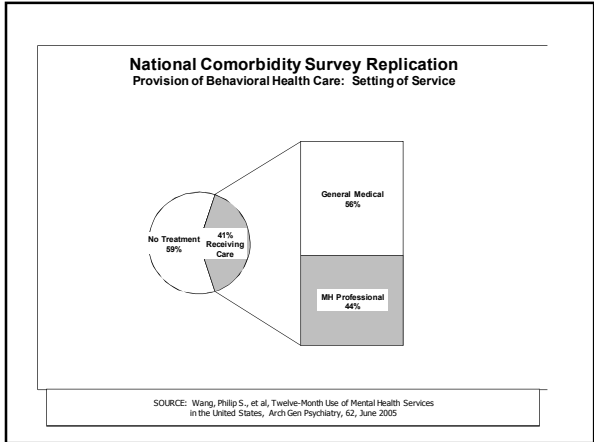 National Comorbidity Survey Replication
Provision of Behavioral Health Care: Setting of Service
No Treatment
59%
41%
Receiving
Care
General Medical
56%
MH Professional
44%
SOURCE: Wang, Philip S., et al, Twelve-Month Use of Mental Health Services
in the United States, Arch Gen Psychiatry, 62, June 2005